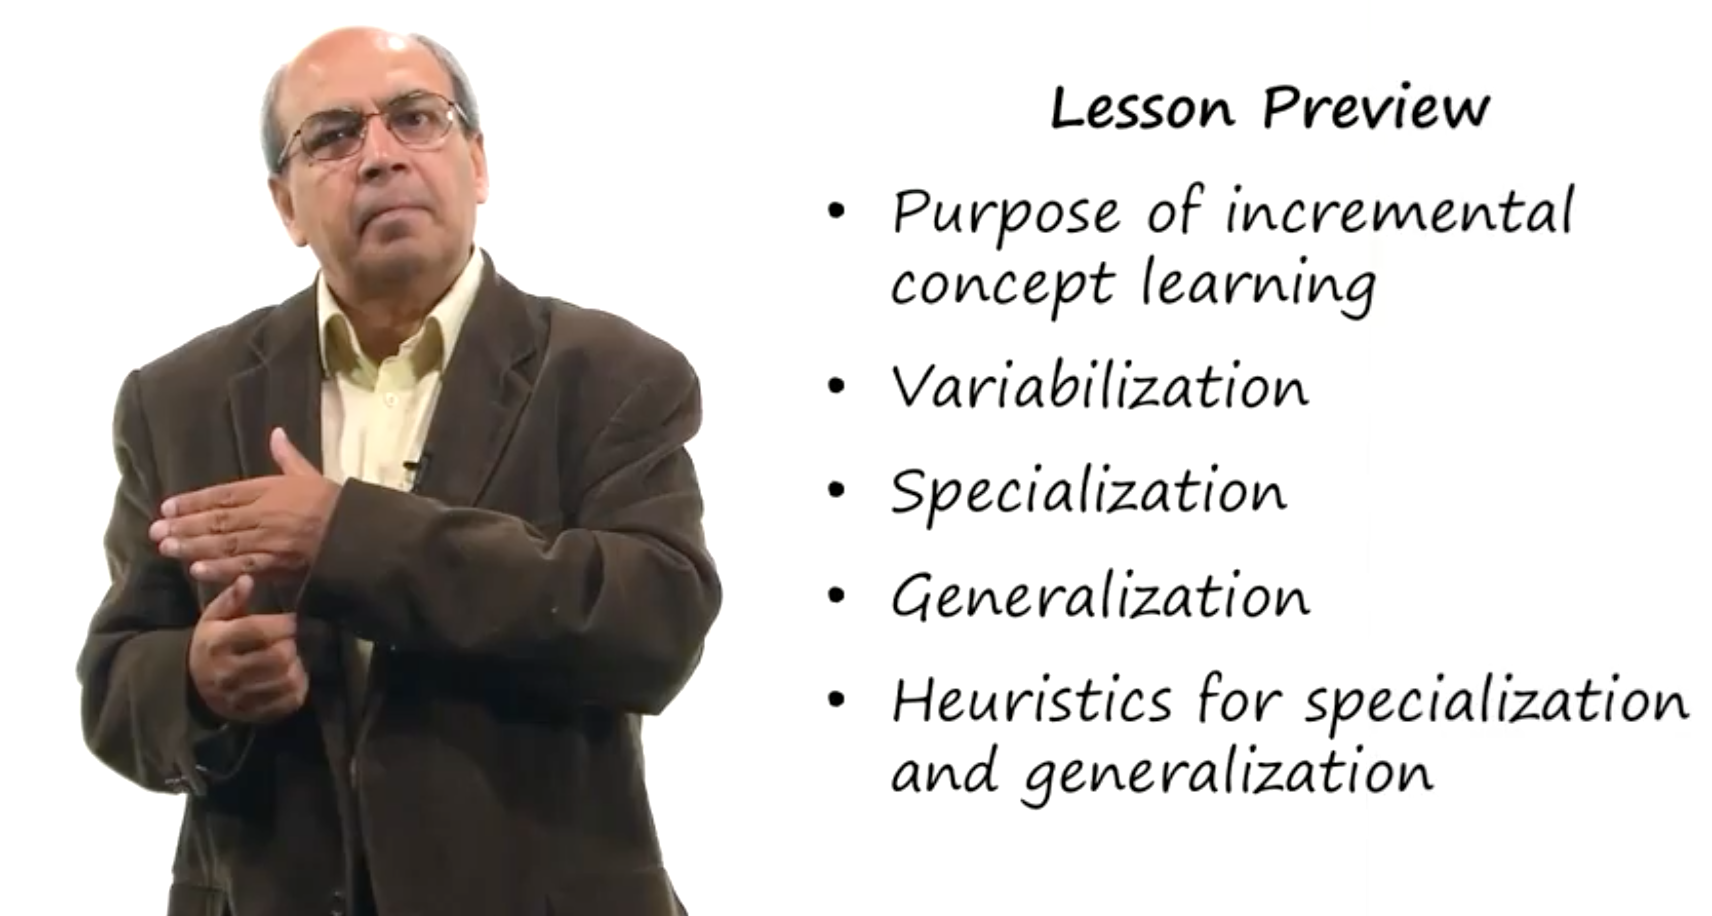 Lesson Preview
• Purpose of incremental
concept learning
• Variabilization
• Specialization
• Generalization
• Heuristics for specialization
and generalization